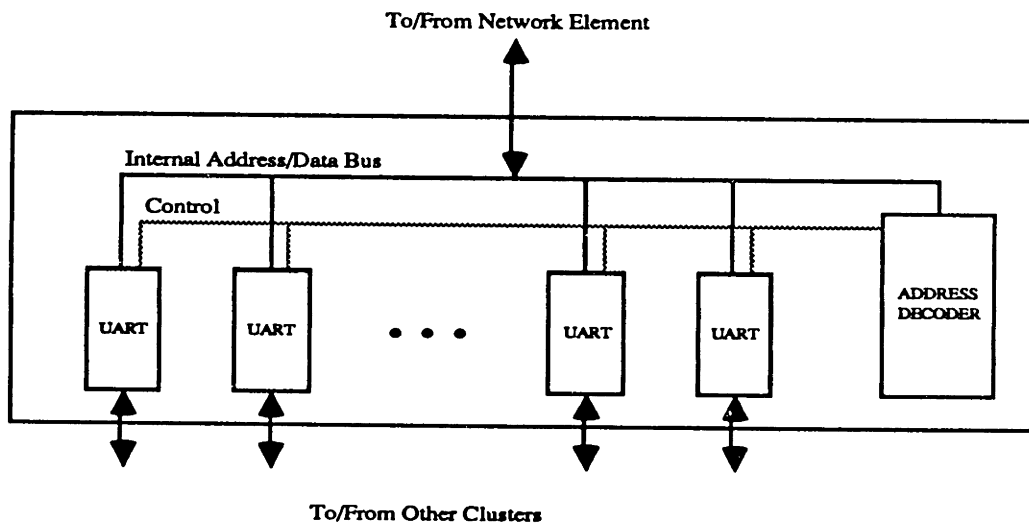 To/From Network Element
Internal Address/Data Bus
Control
UART
UART
UART
UART
ADDRESS
DECODER
To/From Other Clusters